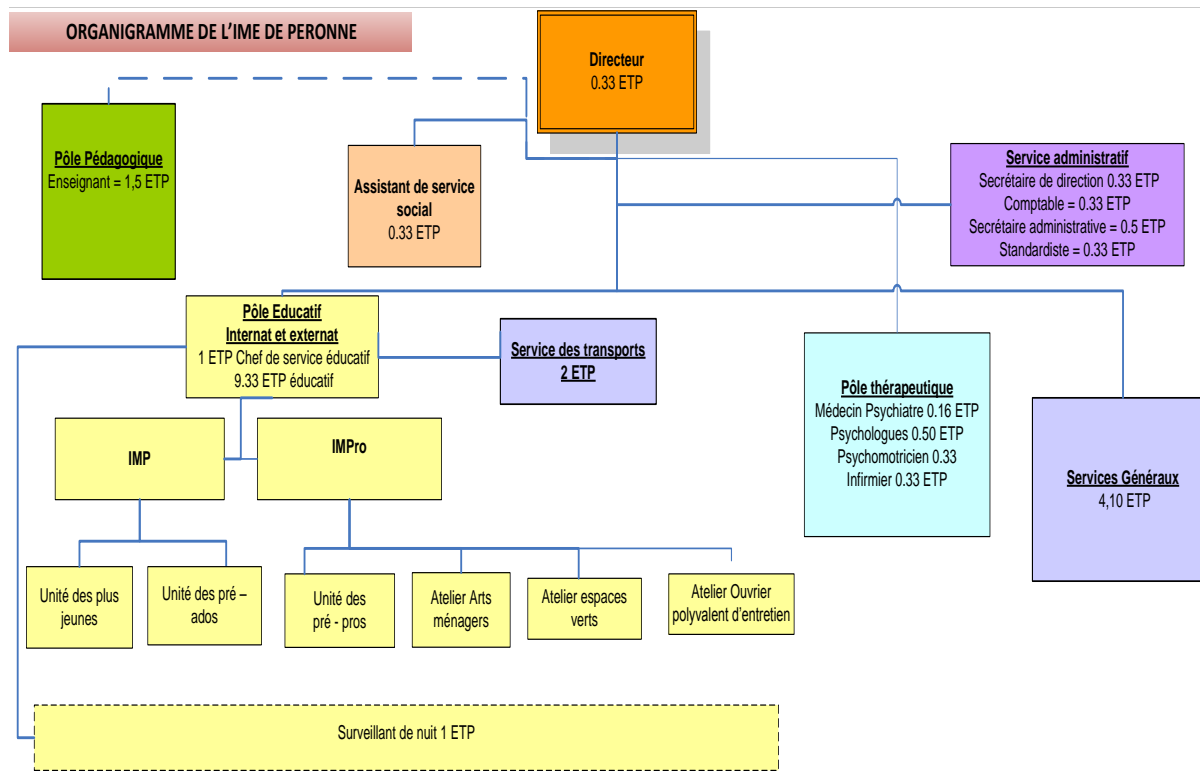 ORGANIGRAMME DE L'IME DE PERONNE
Directeur
0.33 ETP
Pôle Pédagogique
Enseignant = 1,5 ETP
Assistant de service
social
0.33 ETP
Service administratif
Secrétaire de direction 0.33 ETP
Comptable = 0.33 ETP
Secrétaire administrative = 0.5 ETP
Standardiste = 0.33 ETP
Pôle Educatif
Internat et externat
1 ETP Chef de service éducatif
9.33 ETP éducatif
Service des transports
2 ETP
Pôle thérapeutique
Médecin Psychiatre 0.16 ETP
Psychologues 0.50 ETP
Psychomotricien 0.33
Infirmier 0.33 ETP
Services Généraux
4,10 ETP
IMP
IMPro
Unité des plus
jeunes
Unité des pré –
ados
Unité des
pré - pros
Atelier Arts
ménagers
Atelier espaces
verts
Atelier Ouvrier
polyvalent d'entretien
Surveillant de nuit 1 ETP